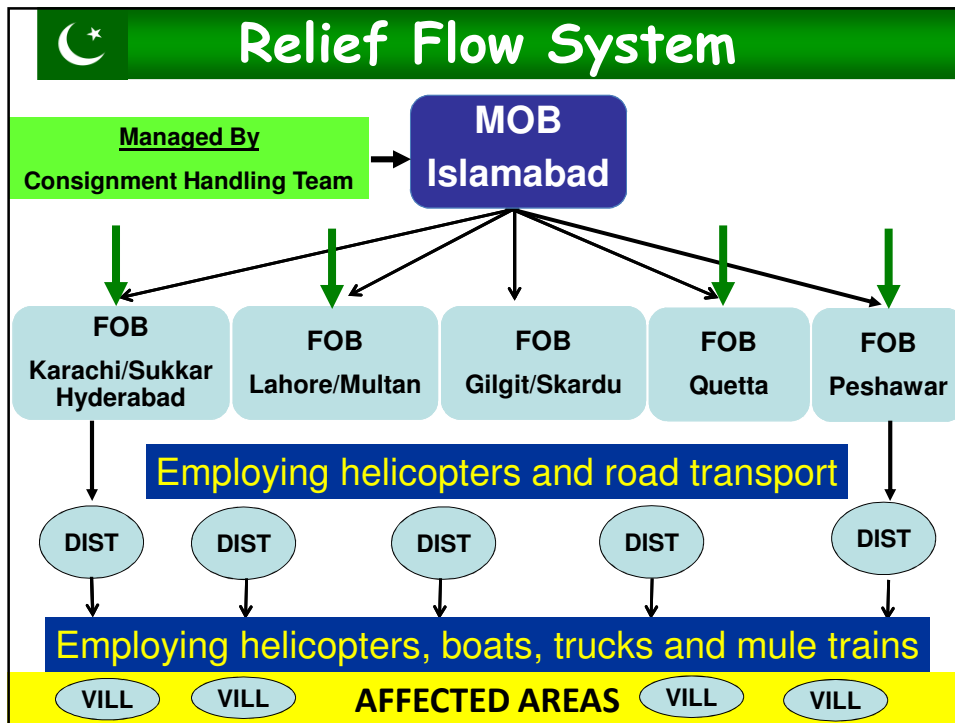 Relief Flow System
Managed By
Consignment Handling Team
MOB
Islamabad
FOB
Karachi/Sukkar
Hyderabad
FOB
Lahore/Multan
FOB
Gilgit/Skardu
FOB
Quetta
FOB
Peshawar
Employing helicopters and road transport
DIST
DIST
DIST
DIST
DIST
Employing helicopters, boats, trucks and mule trains
VILL
VILL
AFFECTED AREAS
VILL
VILL